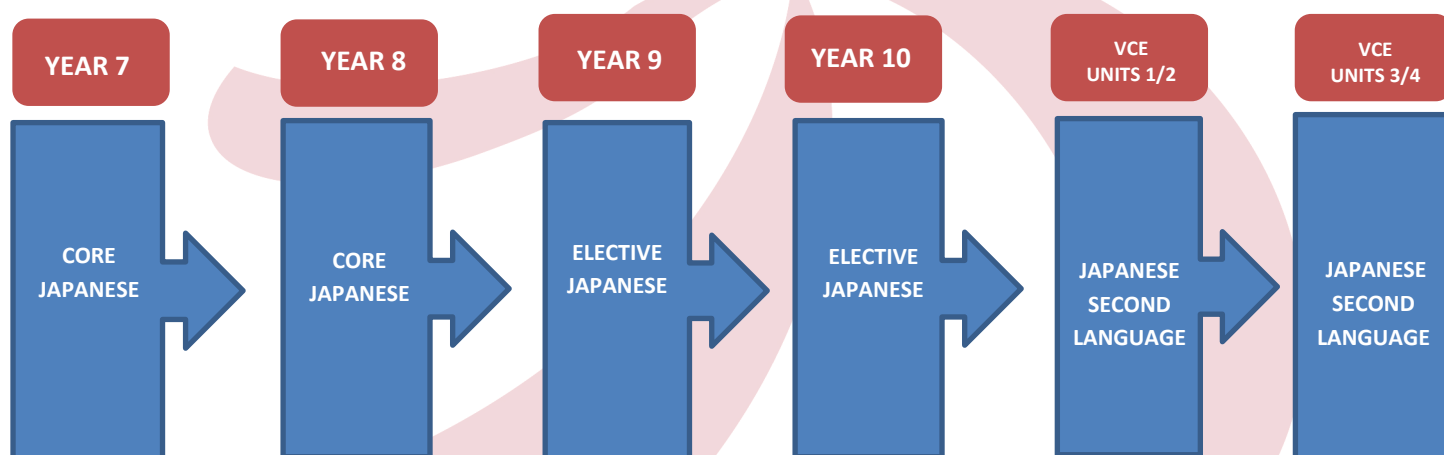 YEAR 7
YEAR 8
YEAR 9
YEAR 10
VCE
UNITS 1/2
VCE
UNITS 3/4
CORE
JAPANESE
CORE
JAPANESE
ELECTIVE
JAPANESE
ELECTIVE
JAPANESE
JAPANESE
SECOND
LANGUAGE
JAPANESE
SECOND
LANGUAGE